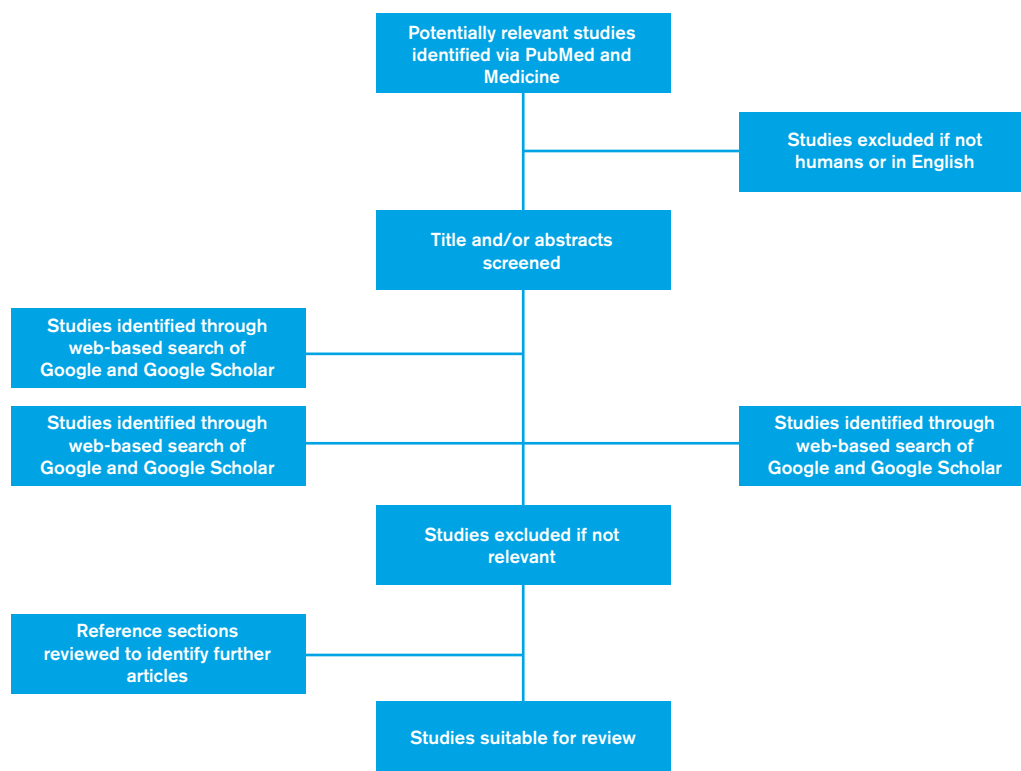 Potentially relevant studies
identified via PubMed and
Medicine
Studies excluded if not
humans or in English
Title and/or abstracts
screened
Studies identified through
web-based search of
Google and Google Scholar
Studies identified through
web-based search of
Google and Google Scholar
Studies identified through
web-based search of
Google and Google Scholar
Studies excluded if not
relevant
Reference sections
reviewed to identify further
articles
Studies suitable for review